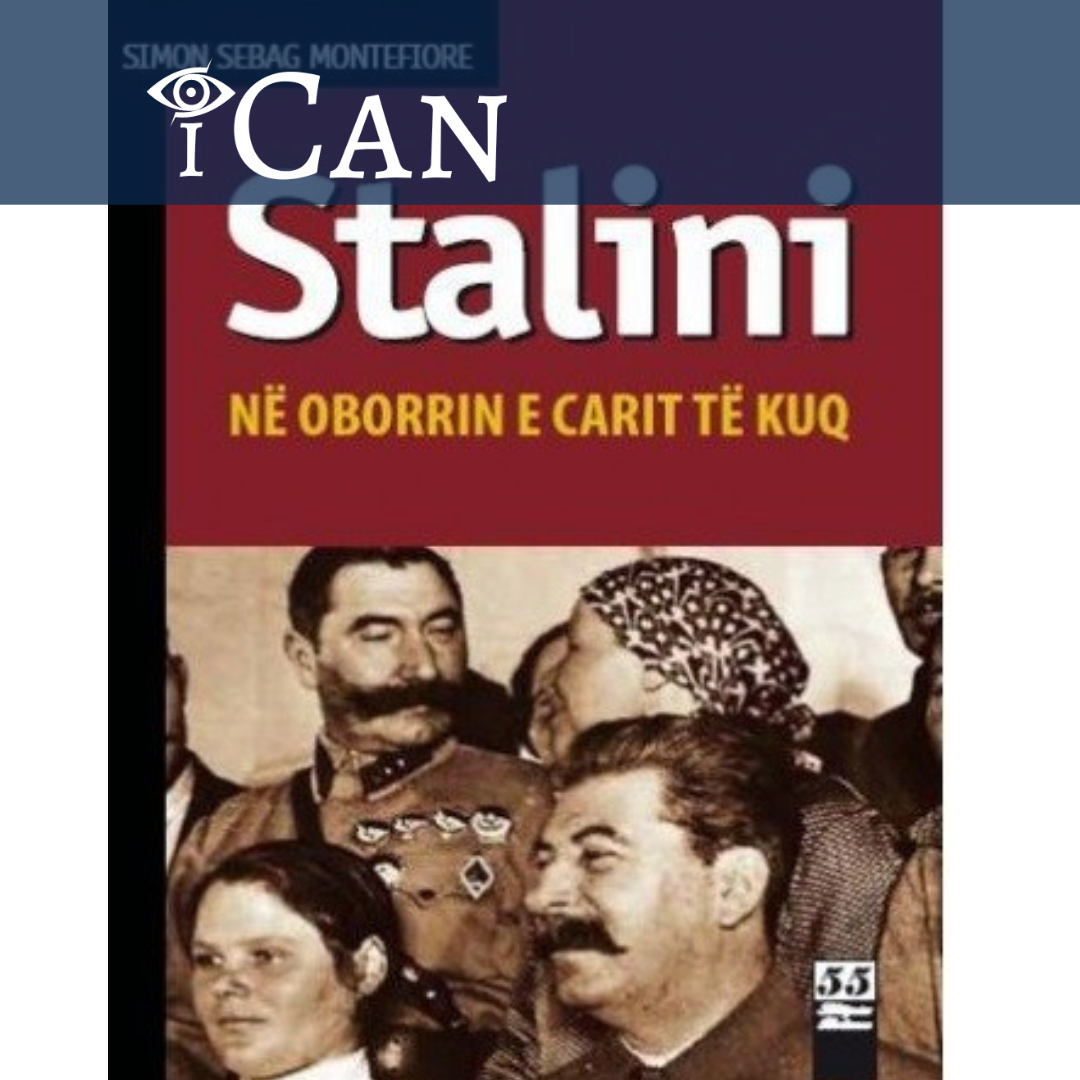 SIMON SEBAG MONTEFIORE
iCAN
Stalini
NË OBORRIN E CARIT TË KUQ
55